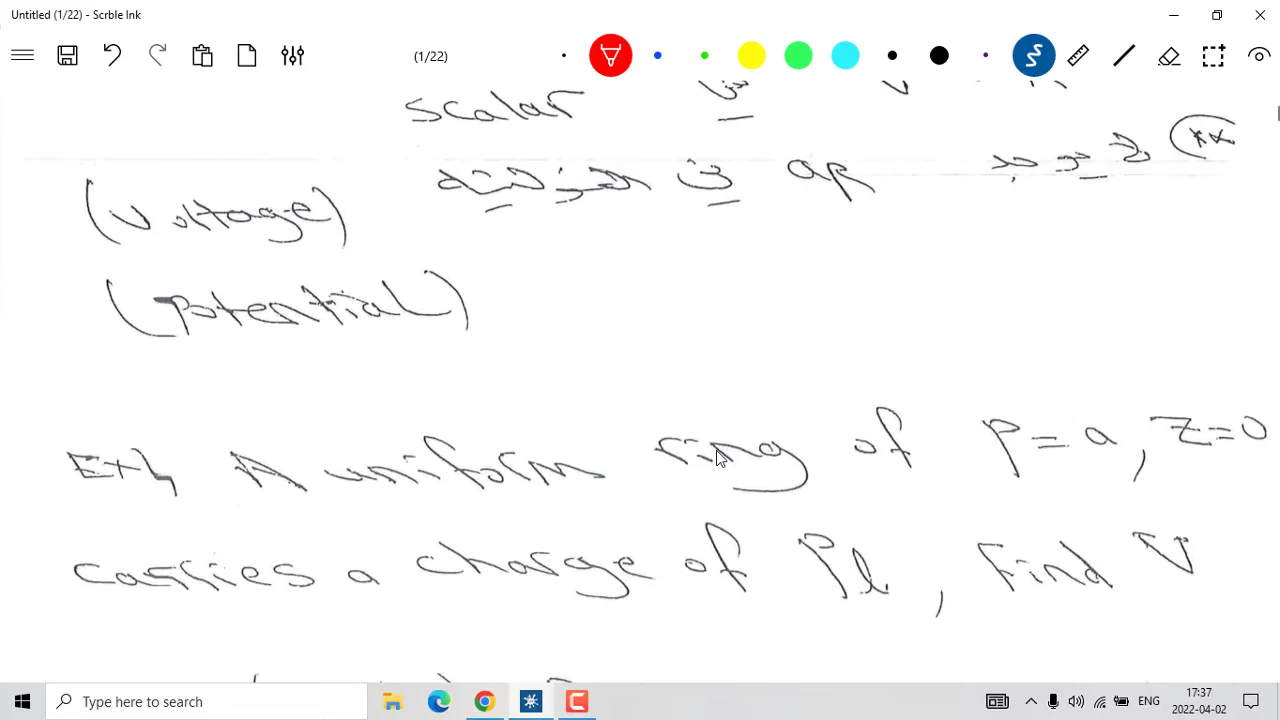 Untitled (1/22) - Scrble Ink
(1/22)
scalar
(**
(Voltage)
(potential)
Ex\ A uniform ring of ρ=a, z=0
carries a charge of ρl, Find V
Type here to search
ENG
17:37
2022-04-02